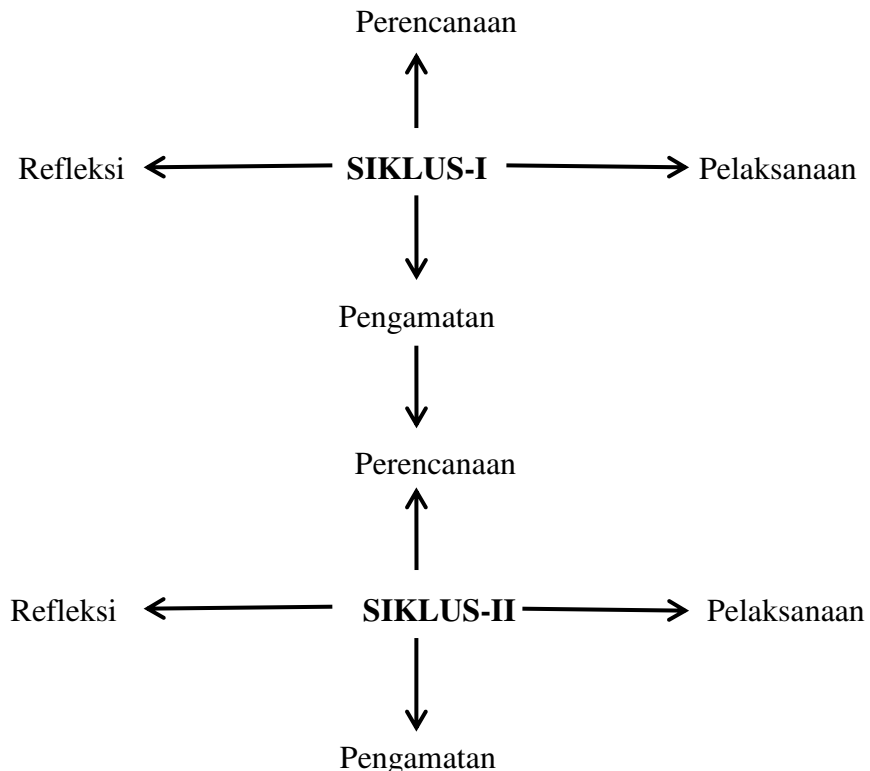 Perencanaan
Refleksi SIKLUS-I Pelaksanaan
Pengamatan
Perencanaan
Refleksi SIKLUS-II Pelaksanaan
Pengamatan